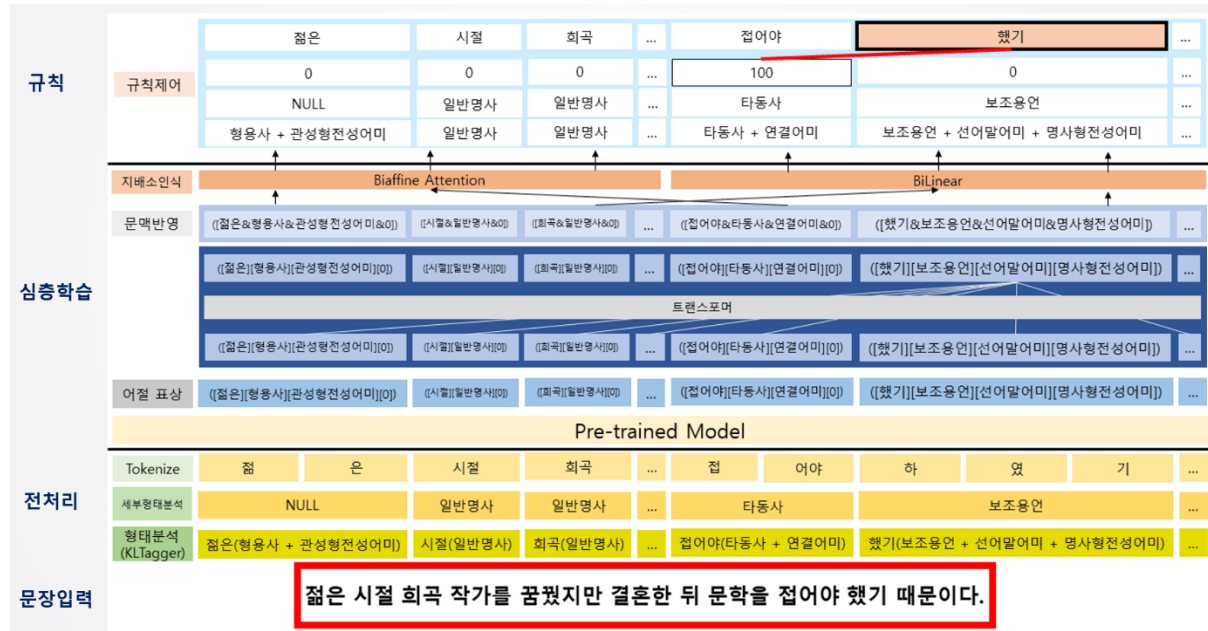 젊은 시절 희곡 ... 접어야 했기 ...
규칙
규칙제어
0 0 0 ... 100 0 ...
NULL 일반명사 일반명사 ... 타동사 보조용언 ...
형용사 + 관성형전성어미 일반명사 일반명사 ... 타동사 + 연결어미 보조용언 + 선어말어미 + 명사형전성어미 ...
지배소인식 Biaffine Attention BiLinear
문맥반영 ([젊은&형용사&관성형전성어미&0]) ([시절&일반명사&0]) ([희곡&일반명사&0]) ... ([접어야&타동사&연결어미&0]) ([했기&보조용언&선어말어미&명사형전성어미]) ...
심층학습
([젊은][형용사][관성형전성어미][0]) ([시절][일반명사][0]) ([희곡][일반명사][0]) ... ([접어야][타동사][연결어미][0]) ([했기][보조용언][선어말어미][명사형전성어미]) ...
트랜스포머
([젊은][형용사][관성형전성어미][0]) ([시절][일반명사][0]) ([희곡][일반명사][0]) ... ([접어야][타동사][연결어미][0]) ([했기][보조용언][선어말어미][명사형전성어미]) ...
어절 표상 ([젊은][형용사][관성형전성어미][0]) ([시절][일반명사][0]) ([희곡][일반명사][0]) ... ([접어야][타동사][연결어미][0]) ([했기][보조용언][선어말어미][명사형전성어미]) ...
Pre-trained Model
전처리
Tokenize 젊 은 시절 희곡 ... 접 어야 하 였 기 ...
세부형태분석 NULL 일반명사 일반명사 ... 타동사 보조용언 ...
형태분석
(KLTagger)
젊은(형용사 + 관성형전성어미) 시절(일반명사) 희곡(일반명사) ... 접어야(타동사 + 연결어미) 했기(보조용언 + 선어말어미 + 명사형전성어미) ...
문장입력
젊은 시절 희곡 작가를 꿈꿨지만 결혼한 뒤 문학을 접어야 했기 때문이다.